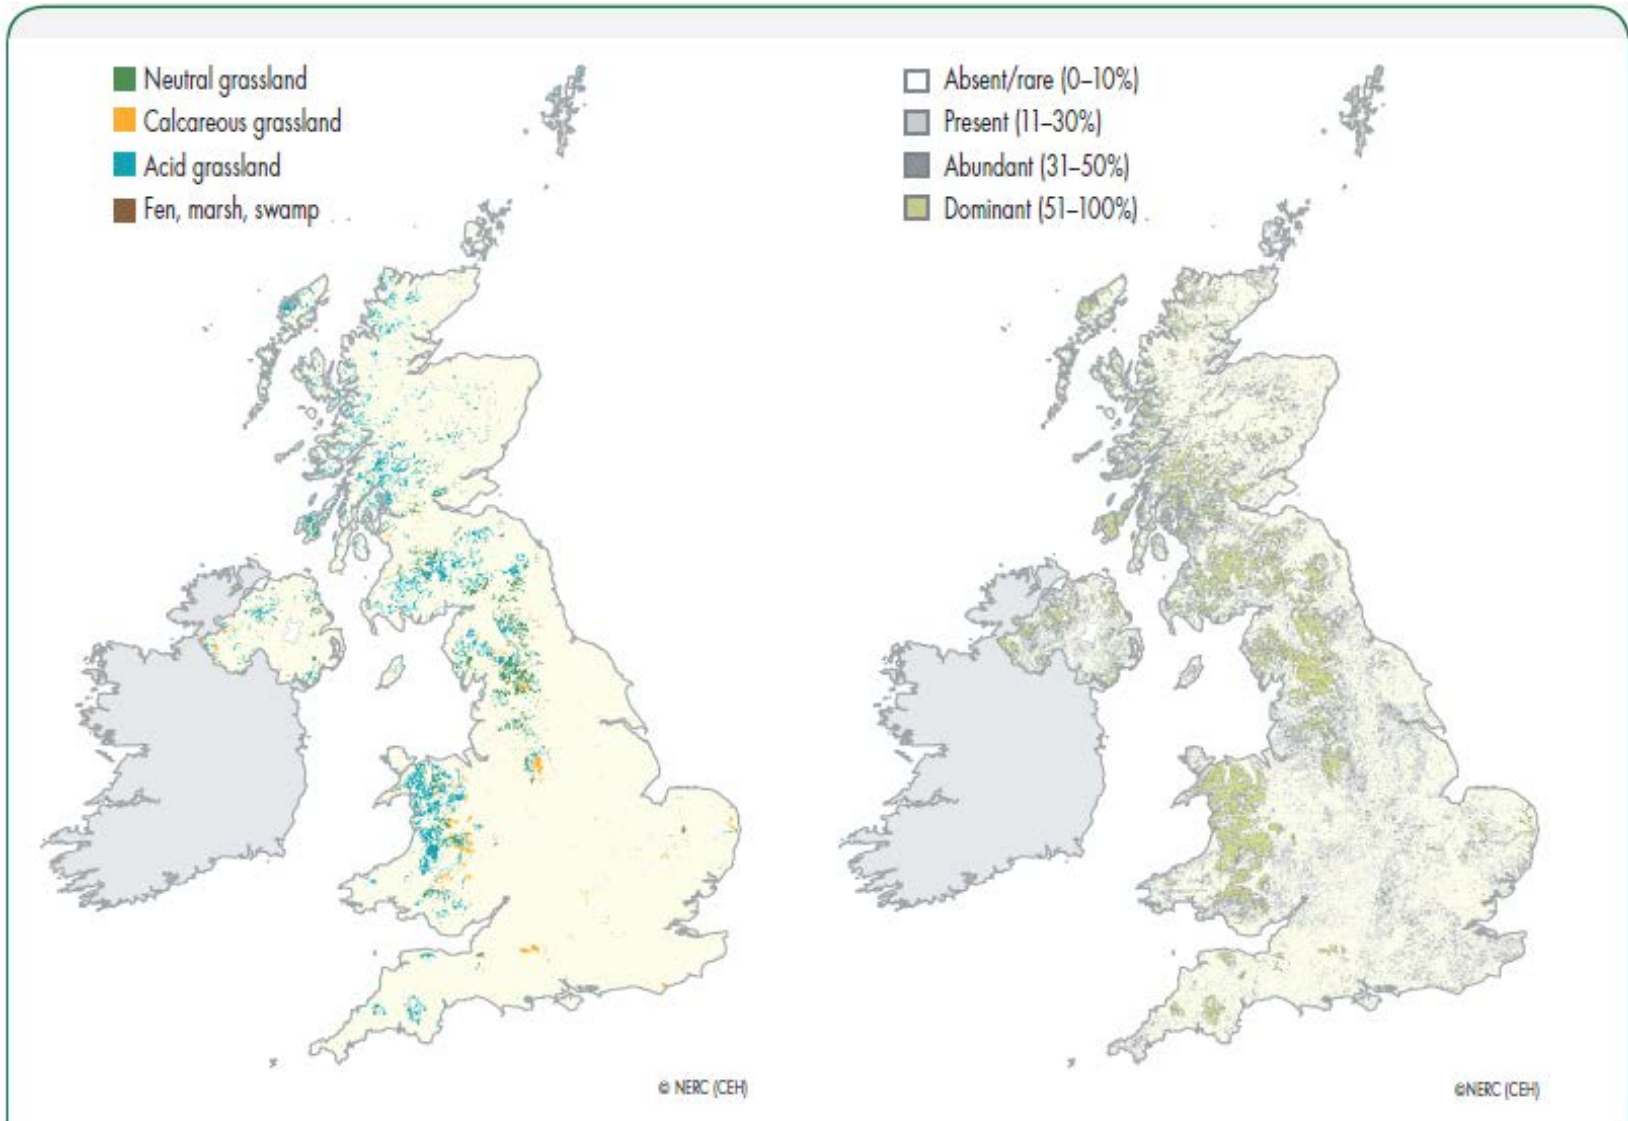 Neutral grassland
Calcareous grassland
Acid grassland
Fen, marsh, swamp
Absent/rare (0–10%)
Present (11–30%)
Abundant (31–50%)
Dominant (51–100%)
© NERC (CEH)
©NERC (CEH)